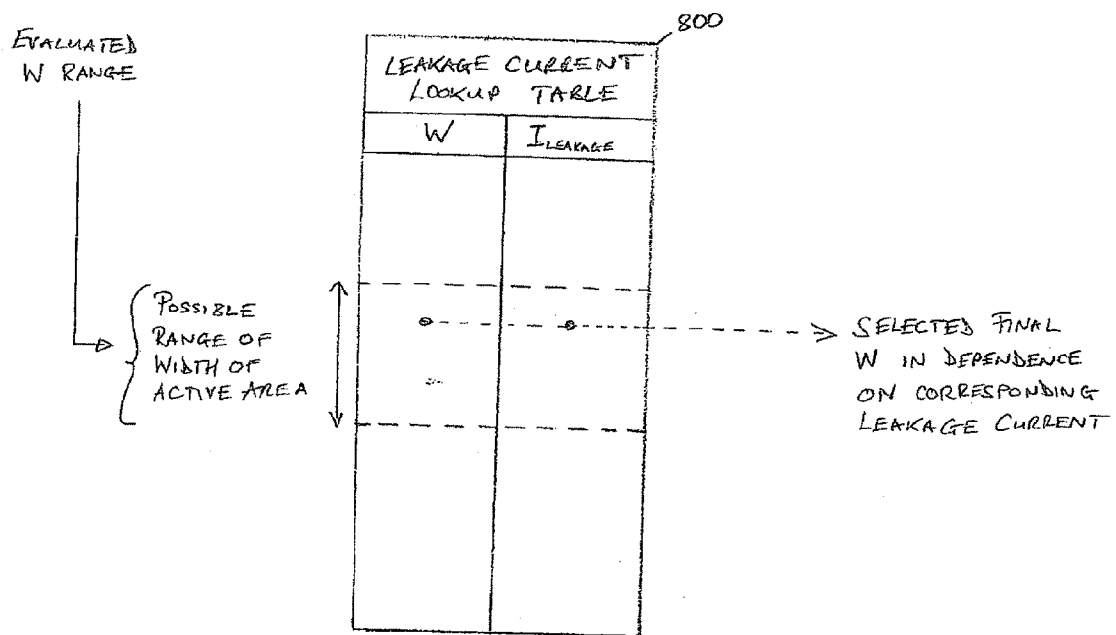 800
EVALUATED
W RANGE
LEAKAGE CURRENT
LOOKUP TABLE
W
I LEAKAGE
POSSIBLE
RANGE OF
WIDTH OF
ACTIVE AREA
SELECTED FINAL
W IN DEPENDENCE
ON CORRESPONDING
LEAKAGE CURRENT